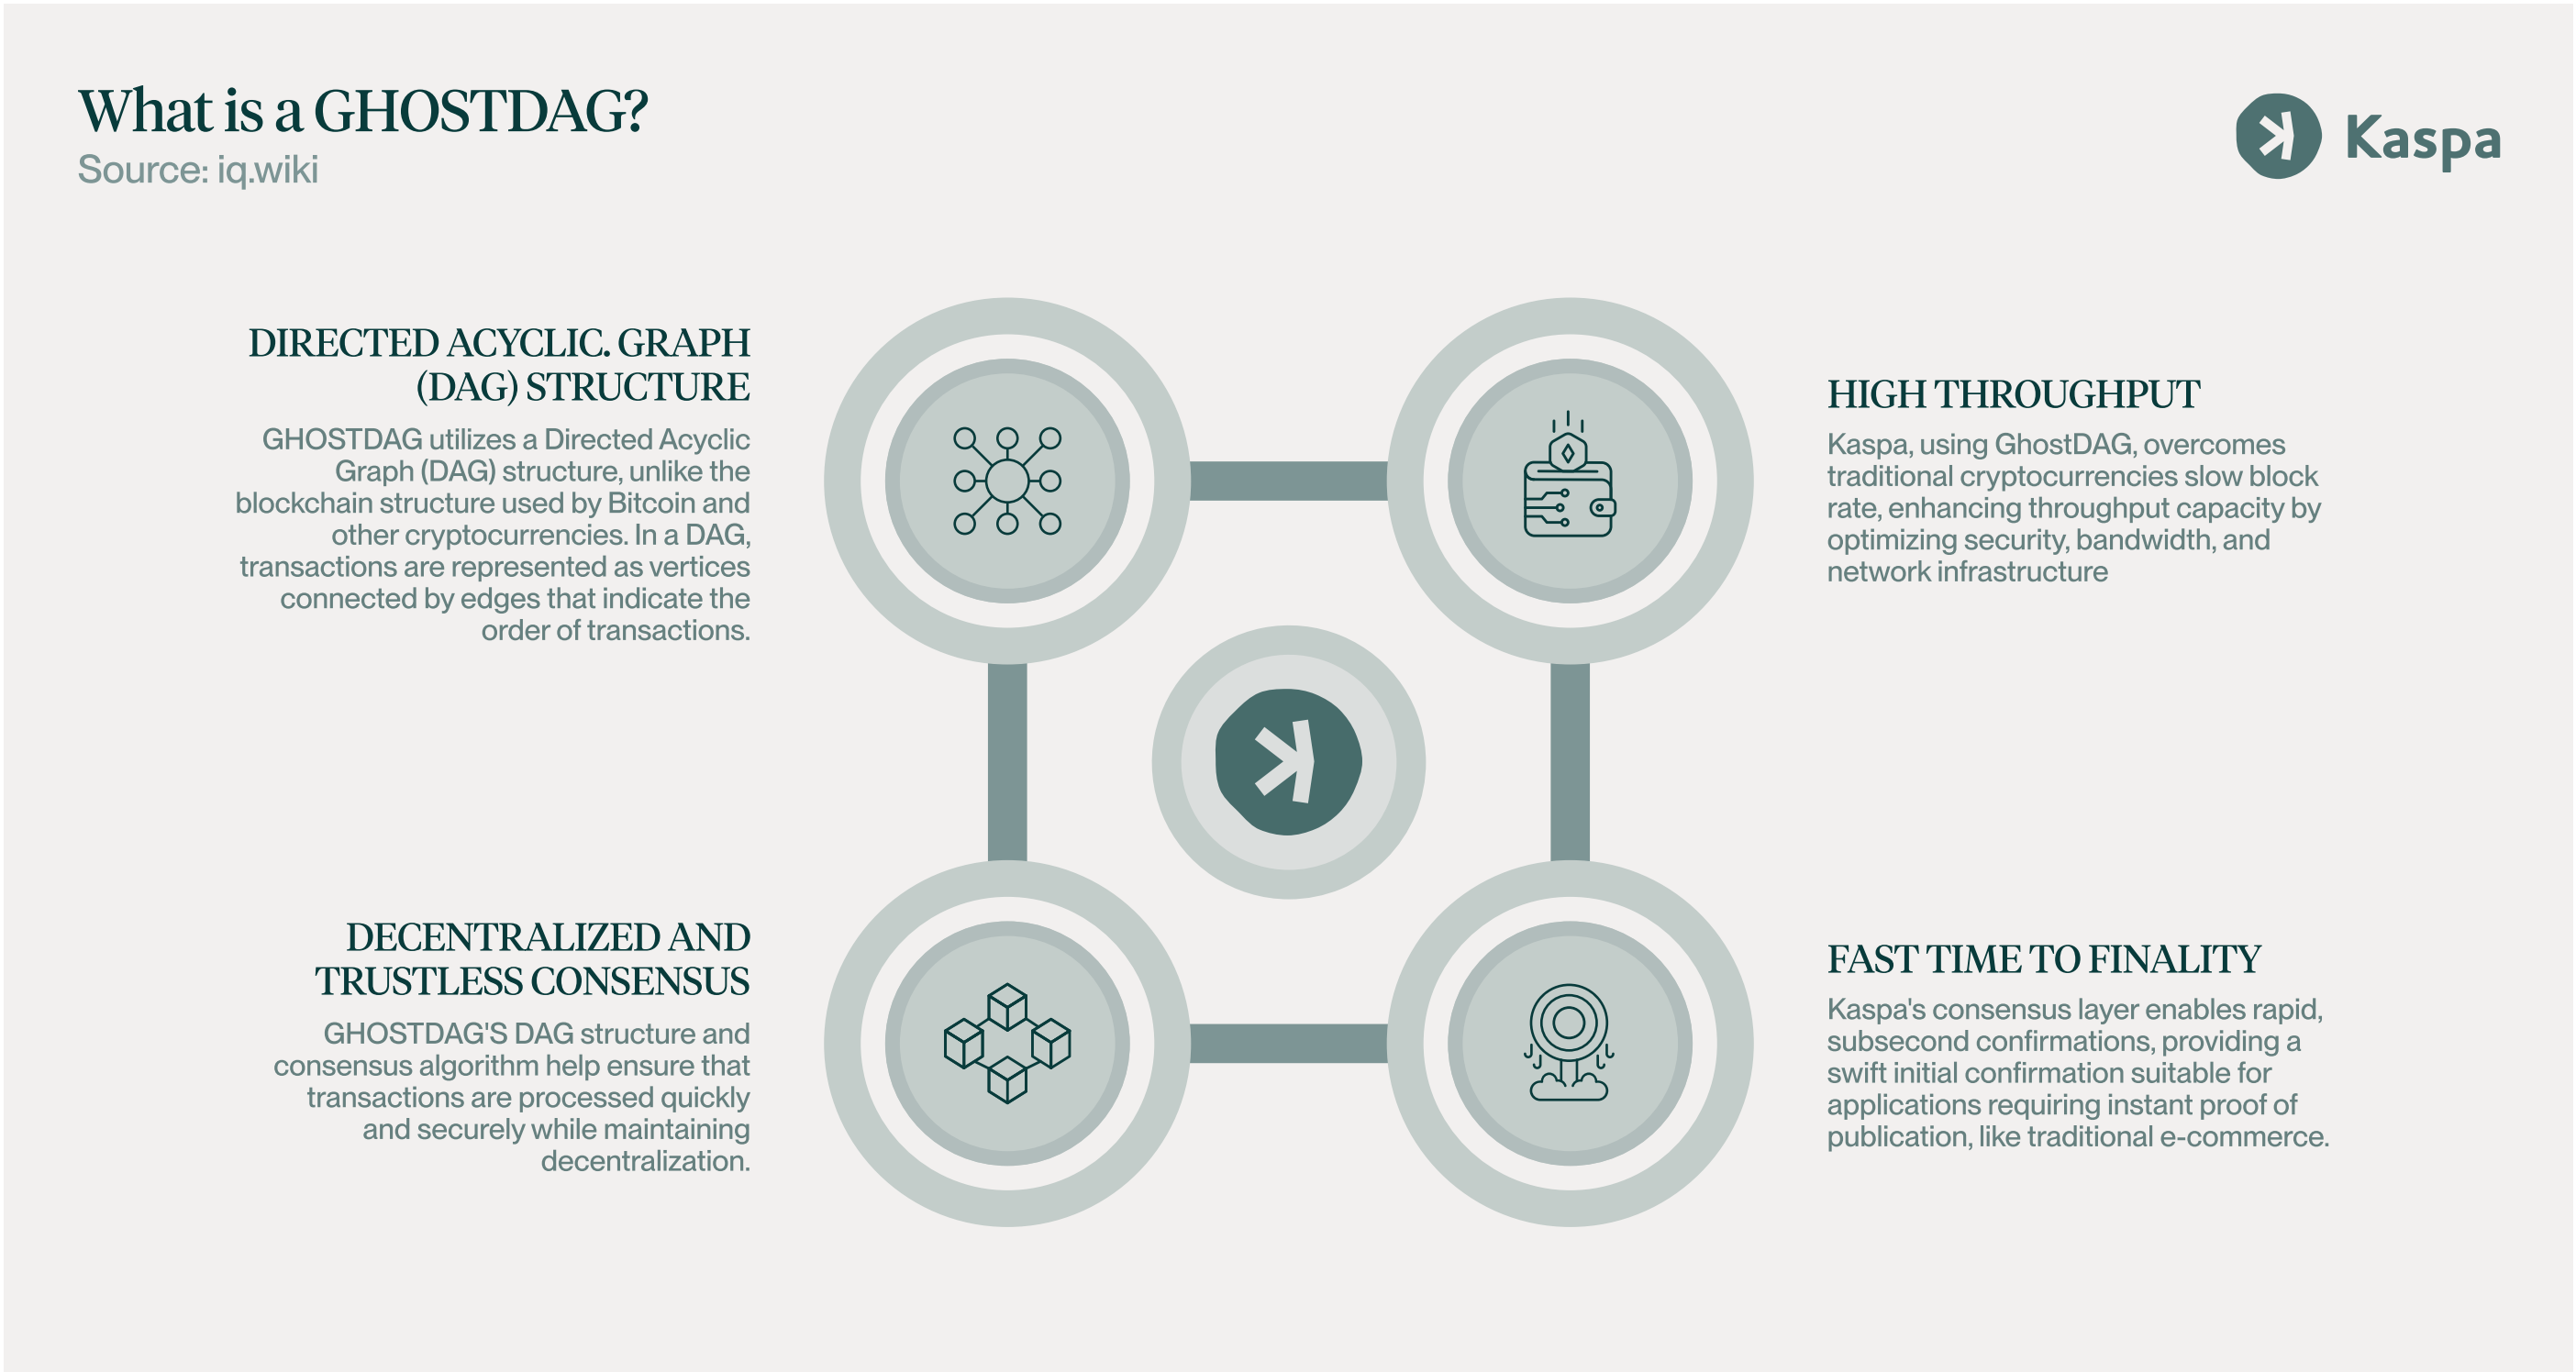 What is a GHOSTDAG?
Source: iq.wiki
Kaspa
DIRECTED ACYCLIC. GRAPH
(DAG) STRUCTURE
GHOSTDAG utilizes a Directed Acyclic
Graph (DAG) structure, unlike the
blockchain structure used by Bitcoin and
other cryptocurrencies. In a DAG,
transactions are represented as vertices
connected by edges that indicate the
order of transactions.
HIGH THROUGHPUT
Kaspa, using GhostDAG, overcomes
traditional cryptocurrencies slow block
rate, enhancing throughput capacity by
optimizing security, bandwidth, and
network infrastructure
DECENTRALIZED AND
TRUSTLESS CONSENSUS
GHOSTDAG'S DAG structure and
consensus algorithm help ensure that
transactions are processed quickly
and securely while maintaining
decentralization.
FAST TIME TO FINALITY
Kaspa's consensus layer enables rapid,
subsecond confirmations, providing a
swift initial confirmation suitable for
applications requiring instant proof of
publication, like traditional e-commerce.